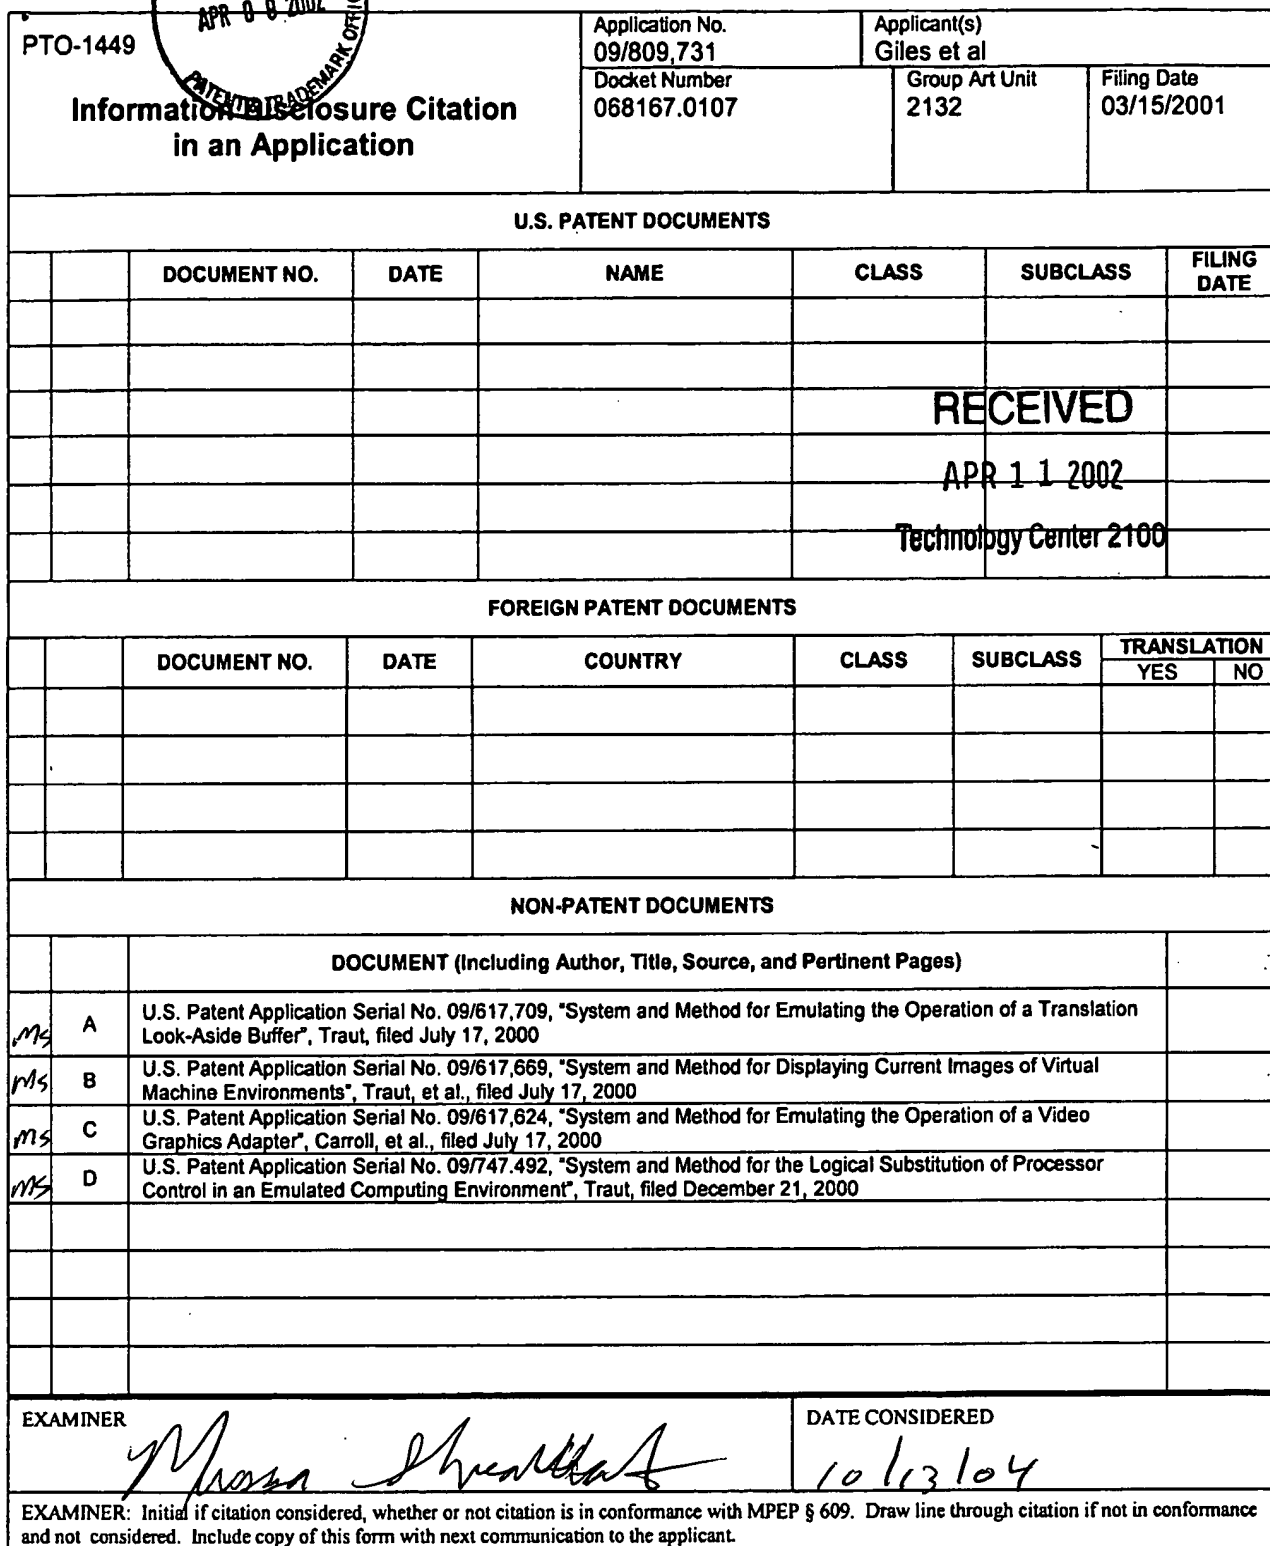 APR 0 8 2002
PATENT & TRADEMARK OFFICE
PTO-1449
Information Disclosure Citation
in an Application
Application No.
09/809,731
Applicant(s)
Giles et al
Docket Number
068167.0107
Group Art Unit
2132
Filing Date
03/15/2001
U.S. PATENT DOCUMENTS
DOCUMENT NO. DATE NAME CLASS SUBCLASS FILING
DATE
RECEIVED
APR 1 1 2002
Technology Center 2100
FOREIGN PATENT DOCUMENTS
DOCUMENT NO. DATE COUNTRY CLASS SUBCLASS TRANSLATION
YES NO
NON-PATENT DOCUMENTS
DOCUMENT (Including Author, Title, Source, and Pertinent Pages)
MS A U.S. Patent Application Serial No. 09/617,709, "System and Method for Emulating the Operation of a Translation
Look-Aside Buffer", Traut, filed July 17, 2000
MS B U.S. Patent Application Serial No. 09/617,669, "System and Method for Displaying Current Images of Virtual
Machine Environments", Traut, et al., filed July 17, 2000
MS C U.S. Patent Application Serial No. 09/617,624, "System and Method for Emulating the Operation of a Video
Graphics Adapter", Carroll, et al., filed July 17, 2000
MS D U.S. Patent Application Serial No. 09/747.492, "System and Method for the Logical Substitution of Processor
Control in an Emulated Computing Environment", Traut, filed December 21, 2000
EXAMINER
DATE CONSIDERED
10/13/04
EXAMINER: Initial if citation considered, whether or not citation is in conformance with MPEP § 609. Draw line through citation if not in conformance
and not considered. Include copy of this form with next communication to the applicant.